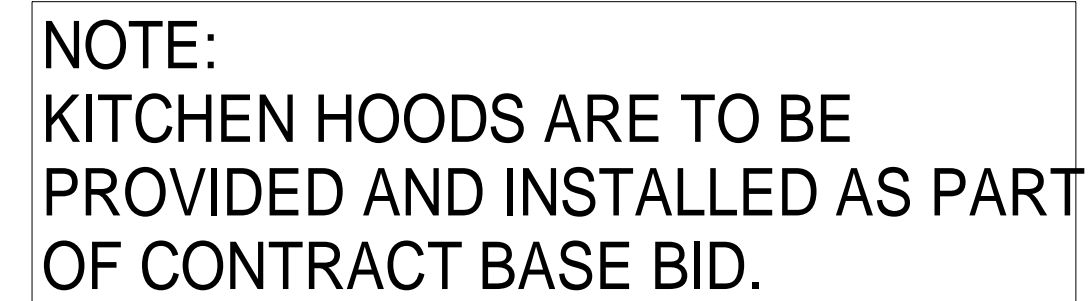 NOTE:
KITCHEN HOODS ARE TO BE
PROVIDED AND INSTALLED AS PART
OF CONTRACT BASE BID.